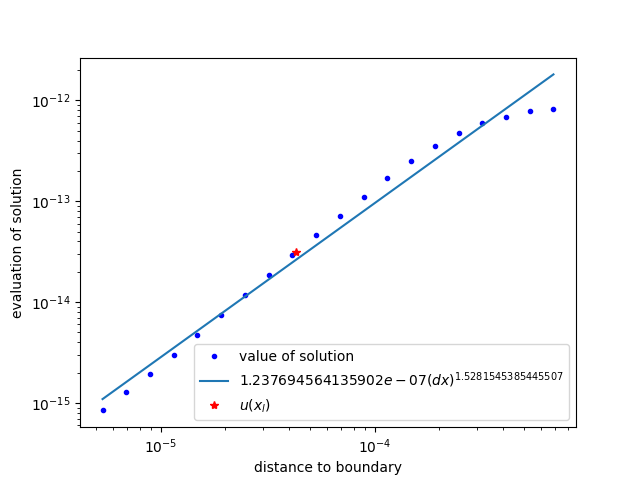 10⁻¹²
10⁻¹³
10⁻¹⁴
10⁻¹⁵
evaluation of solution
value of solution
1.237694564135902e − 07(dx)^1.5281545385445507
u(x_l)
10⁻⁵
10⁻⁴
distance to boundary